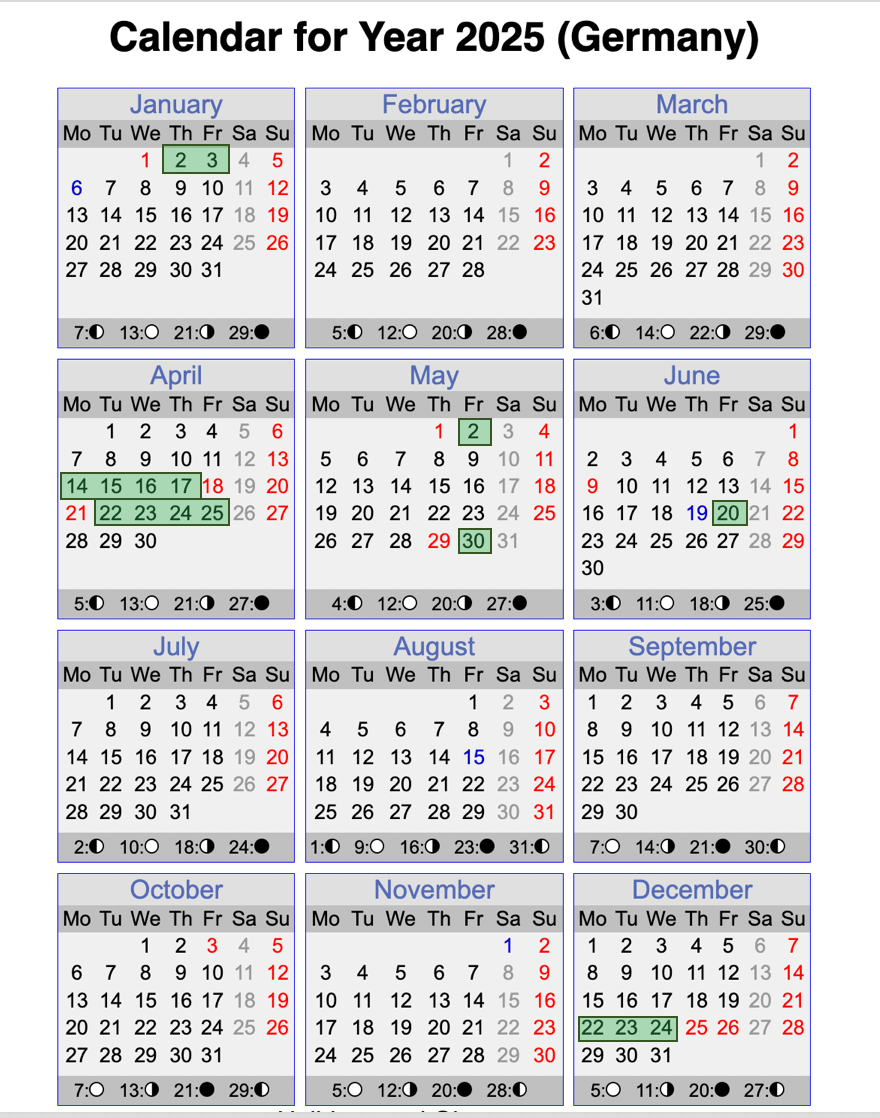 Calendar for Year 2025 (Germany)
January
Mo Tu We Th Fr Sa Su
1 2 3 4 5
6 7 8 9 10 11 12
13 14 15 16 17 18 19
20 21 22 23 24 25 26
27 28 29 30 31
7:◐ 13:○ 21:◑ 29:●
February
Mo Tu We Th Fr Sa Su
1 2
3 4 5 6 7 8 9
10 11 12 13 14 15 16
17 18 19 20 21 22 23
24 25 26 27 28
5:◐ 12:○ 20:◑ 28:●
March
Mo Tu We Th Fr Sa Su
1 2
3 4 5 6 7 8 9
10 11 12 13 14 15 16
17 18 19 20 21 22 23
24 25 26 27 28 29 30
31
6:◐ 14:○ 22:◑ 29:●
April
Mo Tu We Th Fr Sa Su
1 2 3 4 5 6
7 8 9 10 11 12 13
14 15 16 17 18 19 20
21 22 23 24 25 26 27
28 29 30
5:◐ 13:○ 21:◑ 27:●
May
Mo Tu We Th Fr Sa Su
1 2 3 4
5 6 7 8 9 10 11
12 13 14 15 16 17 18
19 20 21 22 23 24 25
26 27 28 29 30 31
4:◐ 12:○ 20:◑ 27:●
June
Mo Tu We Th Fr Sa Su
1
2 3 4 5 6 7 8
9 10 11 12 13 14 15
16 17 18 19 20 21 22
23 24 25 26 27 28 29
30
3:◐ 11:○ 18:◑ 25:●
July
Mo Tu We Th Fr Sa Su
1 2 3 4 5 6
7 8 9 10 11 12 13
14 15 16 17 18 19 20
21 22 23 24 25 26 27
28 29 30 31
2:◐ 10:○ 18:◑ 24:●
August
Mo Tu We Th Fr Sa Su
1 2 3
4 5 6 7 8 9 10
11 12 13 14 15 16 17
18 19 20 21 22 23 24
25 26 27 28 29 30 31
1:◐ 9:○ 16:◑ 23:● 31:◐
September
Mo Tu We Th Fr Sa Su
1 2 3 4 5 6 7
8 9 10 11 12 13 14
15 16 17 18 19 20 21
22 23 24 25 26 27 28
29 30
7:○ 14:◑ 21:● 30:◐
October
Mo Tu We Th Fr Sa Su
1 2 3 4 5
6 7 8 9 10 11 12
13 14 15 16 17 18 19
20 21 22 23 24 25 26
27 28 29 30 31
7:○ 13:◑ 21:● 29:◐
November
Mo Tu We Th Fr Sa Su
1 2
3 4 5 6 7 8 9
10 11 12 13 14 15 16
17 18 19 20 21 22 23
24 25 26 27 28 29 30
5:○ 12:◑ 20:● 28:◐
December
Mo Tu We Th Fr Sa Su
1 2 3 4 5 6 7
8 9 10 11 12 13 14
15 16 17 18 19 20 21
22 23 24 25 26 27 28
29 30 31
5:○ 11:◑ 20:● 27:◐